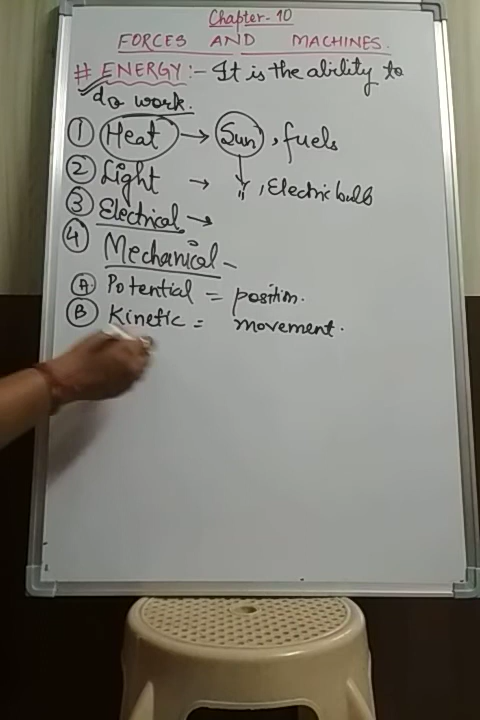 Chapter-10
FORCES AND MACHINES.
# ENERGY:- It is the ability to
do work.
① Heat → Sun, fuels
② Light → ", Electric bulb
③ Electrical →
④ Mechanical -
Ⓐ Potential = position.
Ⓑ Kinetic = movement.